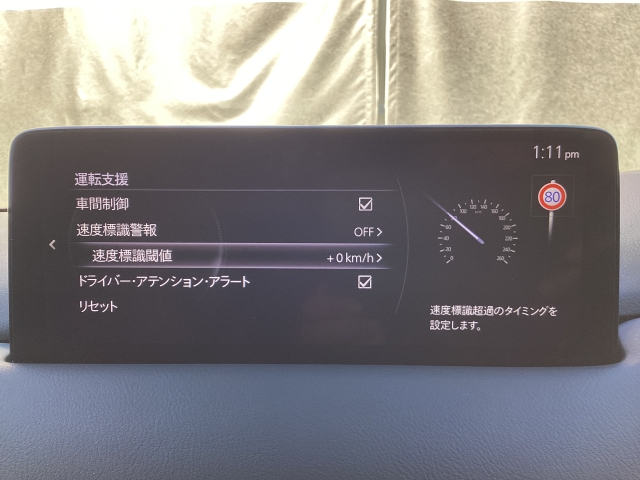 1:11pm
運転支援
車間制御
速度標識警報 OFF
速度標識閾値 +0km/h
ドライバー・アテンション・アラート
リセット
80
速度標識超過のタイミングを
設定します。